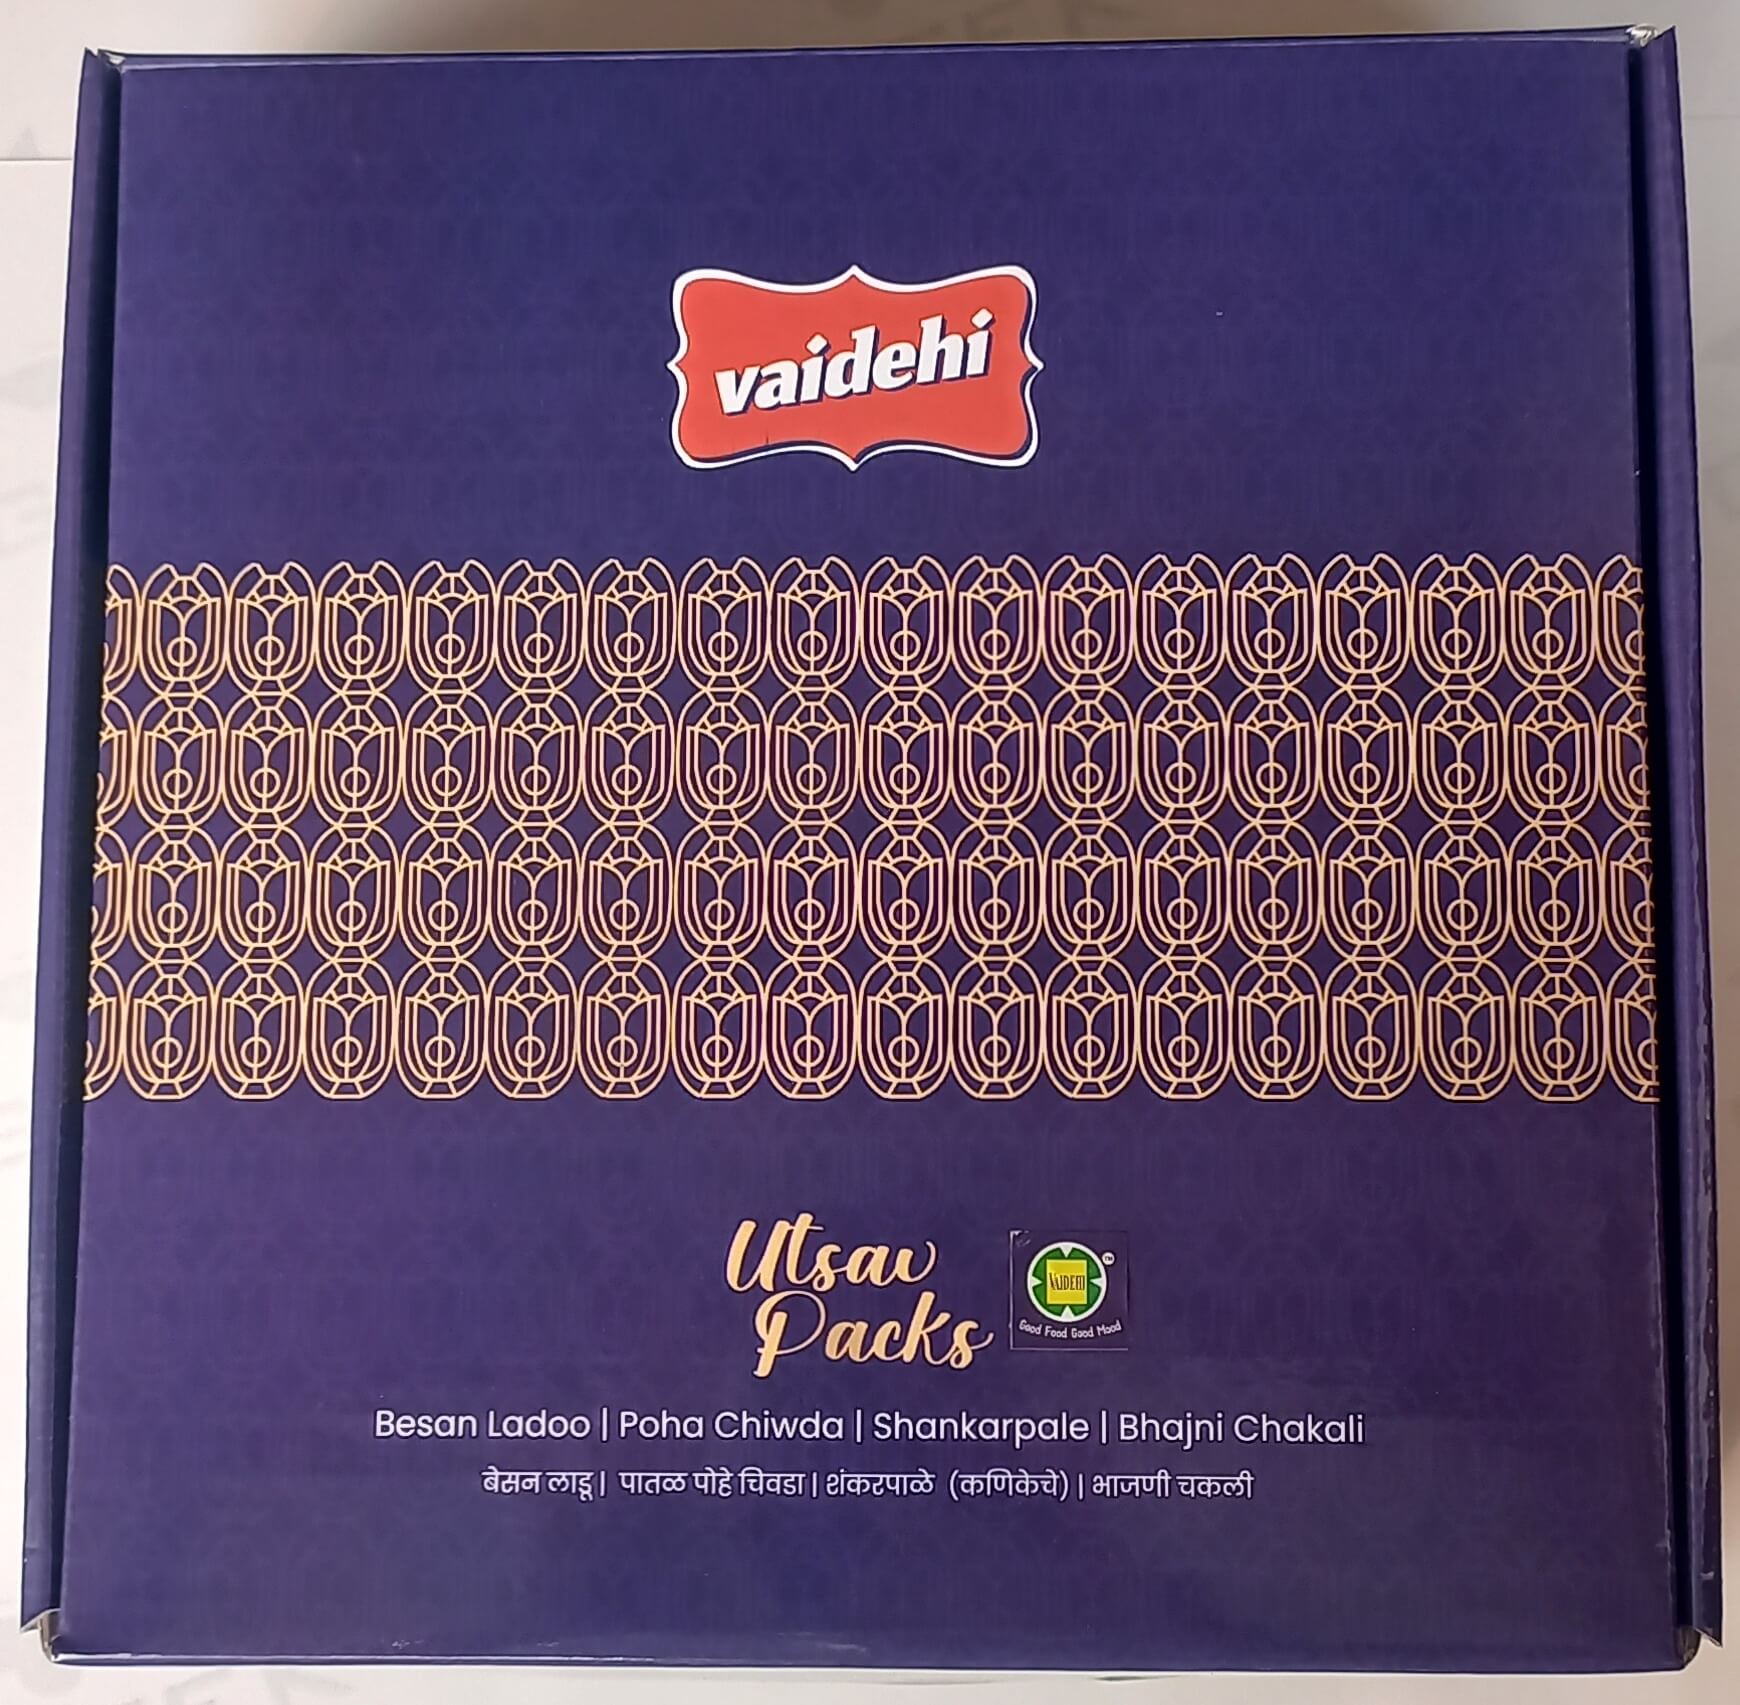 vaidehi
Utsav
Packs
VAIDEHI
TM
Good Food Good Mood
Besan Ladoo | Poha Chiwda | Shankarpale | Bhajni Chakali
बेसन लाडू | पातळ पोहे चिवडा | शंकरपाळे (कणिकेचे) | भाजणी चकली